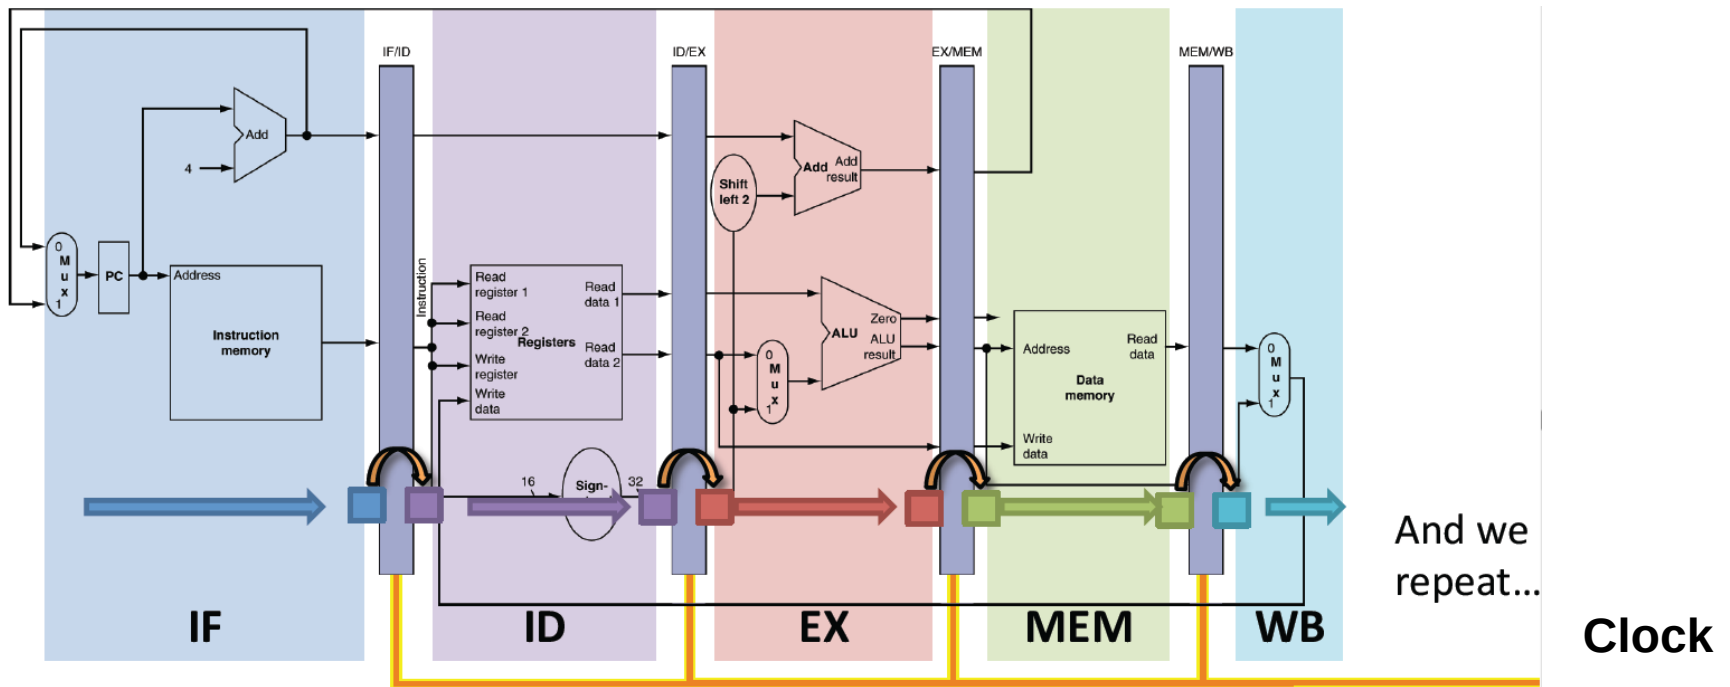 IF/ID
ID/EX
EX/MEM
MEM/WB
Add
4
Add
Add
result
Shift
left 2
0
M
u
x
1
PC
Address
Instruction
memory
Instruction
Read
register 1
Read
register 2
Registers
Write
register
Write
data
Read
data 1
Read
data 2
16
Sign-
32
0
M
u
x
1
Zero
ALU
ALU
result
Address
Read
data
Data
memory
Write
data
0
M
u
x
1
And we
repeat...
IF
ID
EX
MEM
WB
Clock